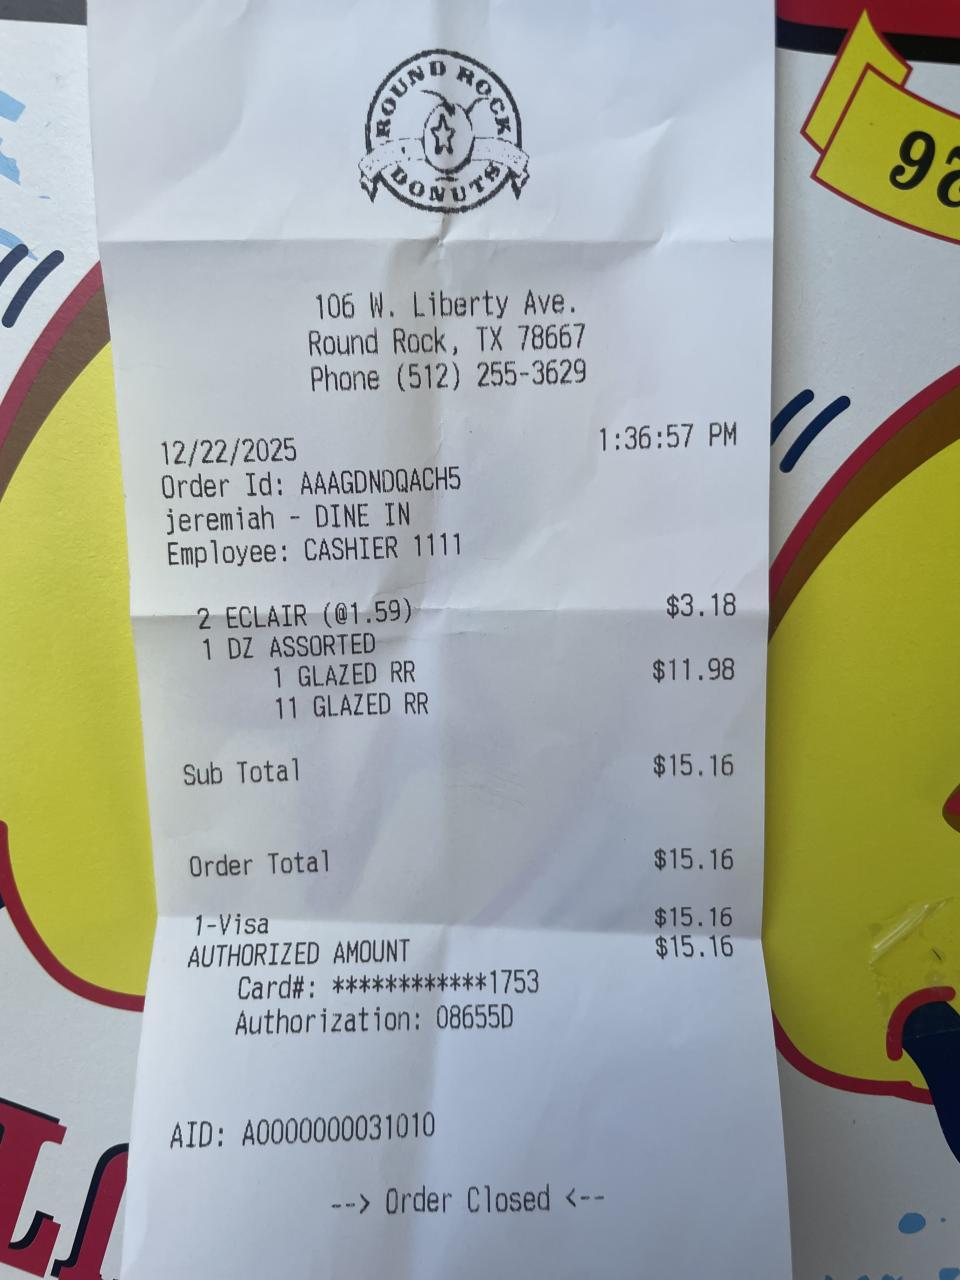 ROUND ROCK
DONUTS
106 W. Liberty Ave.
Round Rock, TX 78667
Phone (512) 255-3629
12/22/2025 1:36:57 PM
Order Id: AAAGDNDQACH5
jeremiah - DINE IN
Employee: CASHIER 1111
2 ECLAIR (@1.59) $3.18
1 DZ ASSORTED
1 GLAZED RR $11.98
11 GLAZED RR
Sub Total $15.16
Order Total $15.16
1-Visa $15.16
AUTHORIZED AMOUNT $15.16
Card#: ************1753
Authorization: 08655D
AID: A0000000031010
--> Order Closed <--